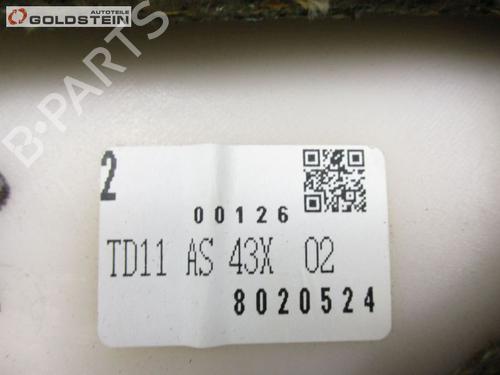 AUTOTEILE
GOLDSTEIN
B-PARTS
2
00126
TD11 AS 43X 02
8020524